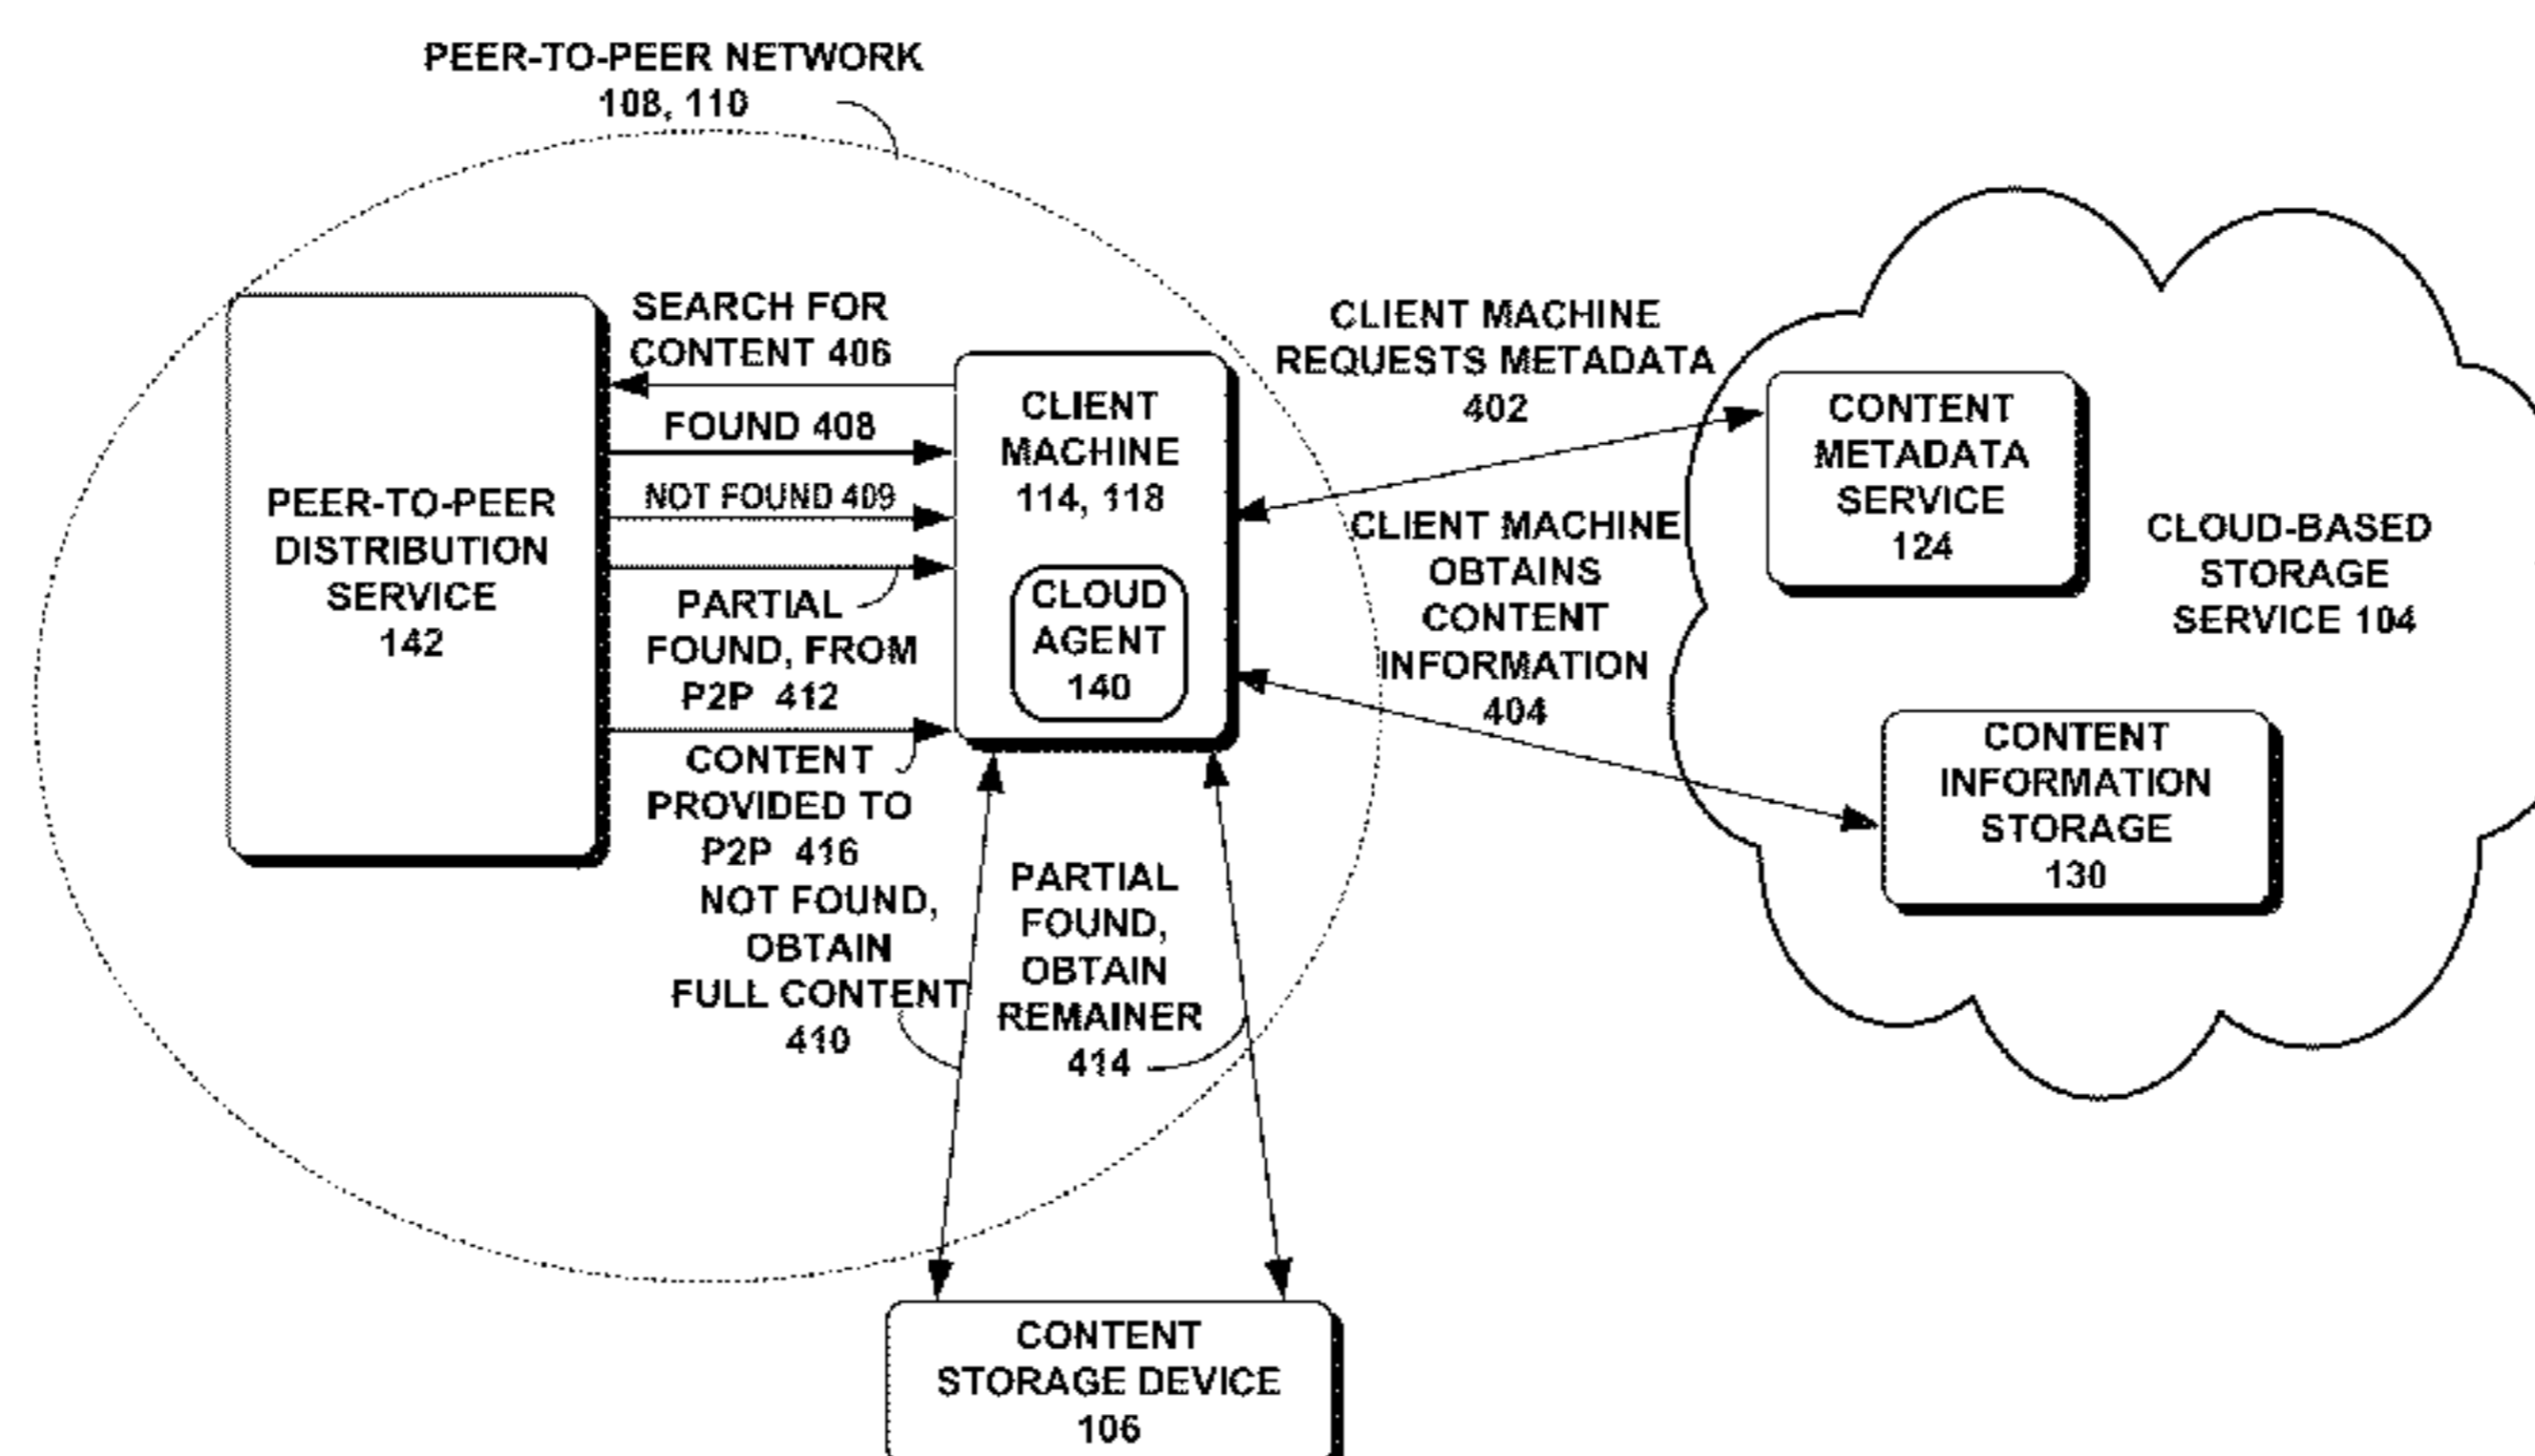 PEER-TO-PEER NETWORK
108, 110
SEARCH FOR
CONTENT 406
FOUND 408
NOT FOUND 409
PARTIAL
FOUND, FROM
P2P 412
CONTENT
PROVIDED TO
P2P 416
PEER-TO-PEER
DISTRIBUTION
SERVICE
142
CLIENT
MACHINE
114, 118
CLOUD
AGENT
140
CLIENT MACHINE
REQUESTS METADATA
402
CLIENT MACHINE
OBTAINS
CONTENT
INFORMATION
404
CONTENT
METADATA
SERVICE
124
CLOUD-BASED
STORAGE
SERVICE 104
CONTENT
INFORMATION
STORAGE
130
NOT FOUND,
OBTAIN
FULL CONTENT
410
PARTIAL
FOUND,
OBTAIN
REMAINER
414
CONTENT
STORAGE DEVICE
106